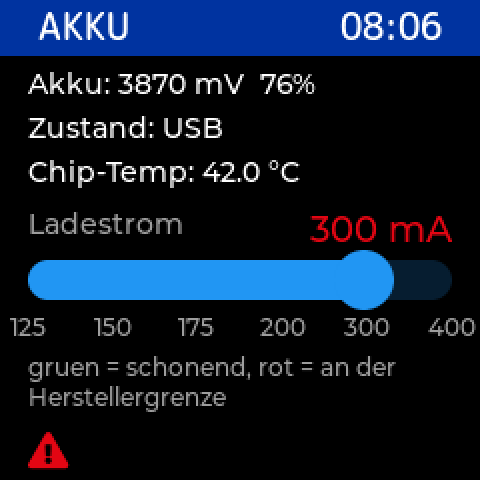 AKKU 08:06
Akku: 3870 mV 76%
Zustand: USB
Chip-Temp: 42.0 °C
Ladestrom 300 mA
125 150 175 200 300 400
gruen = schonend, rot = an der
Herstellergrenze